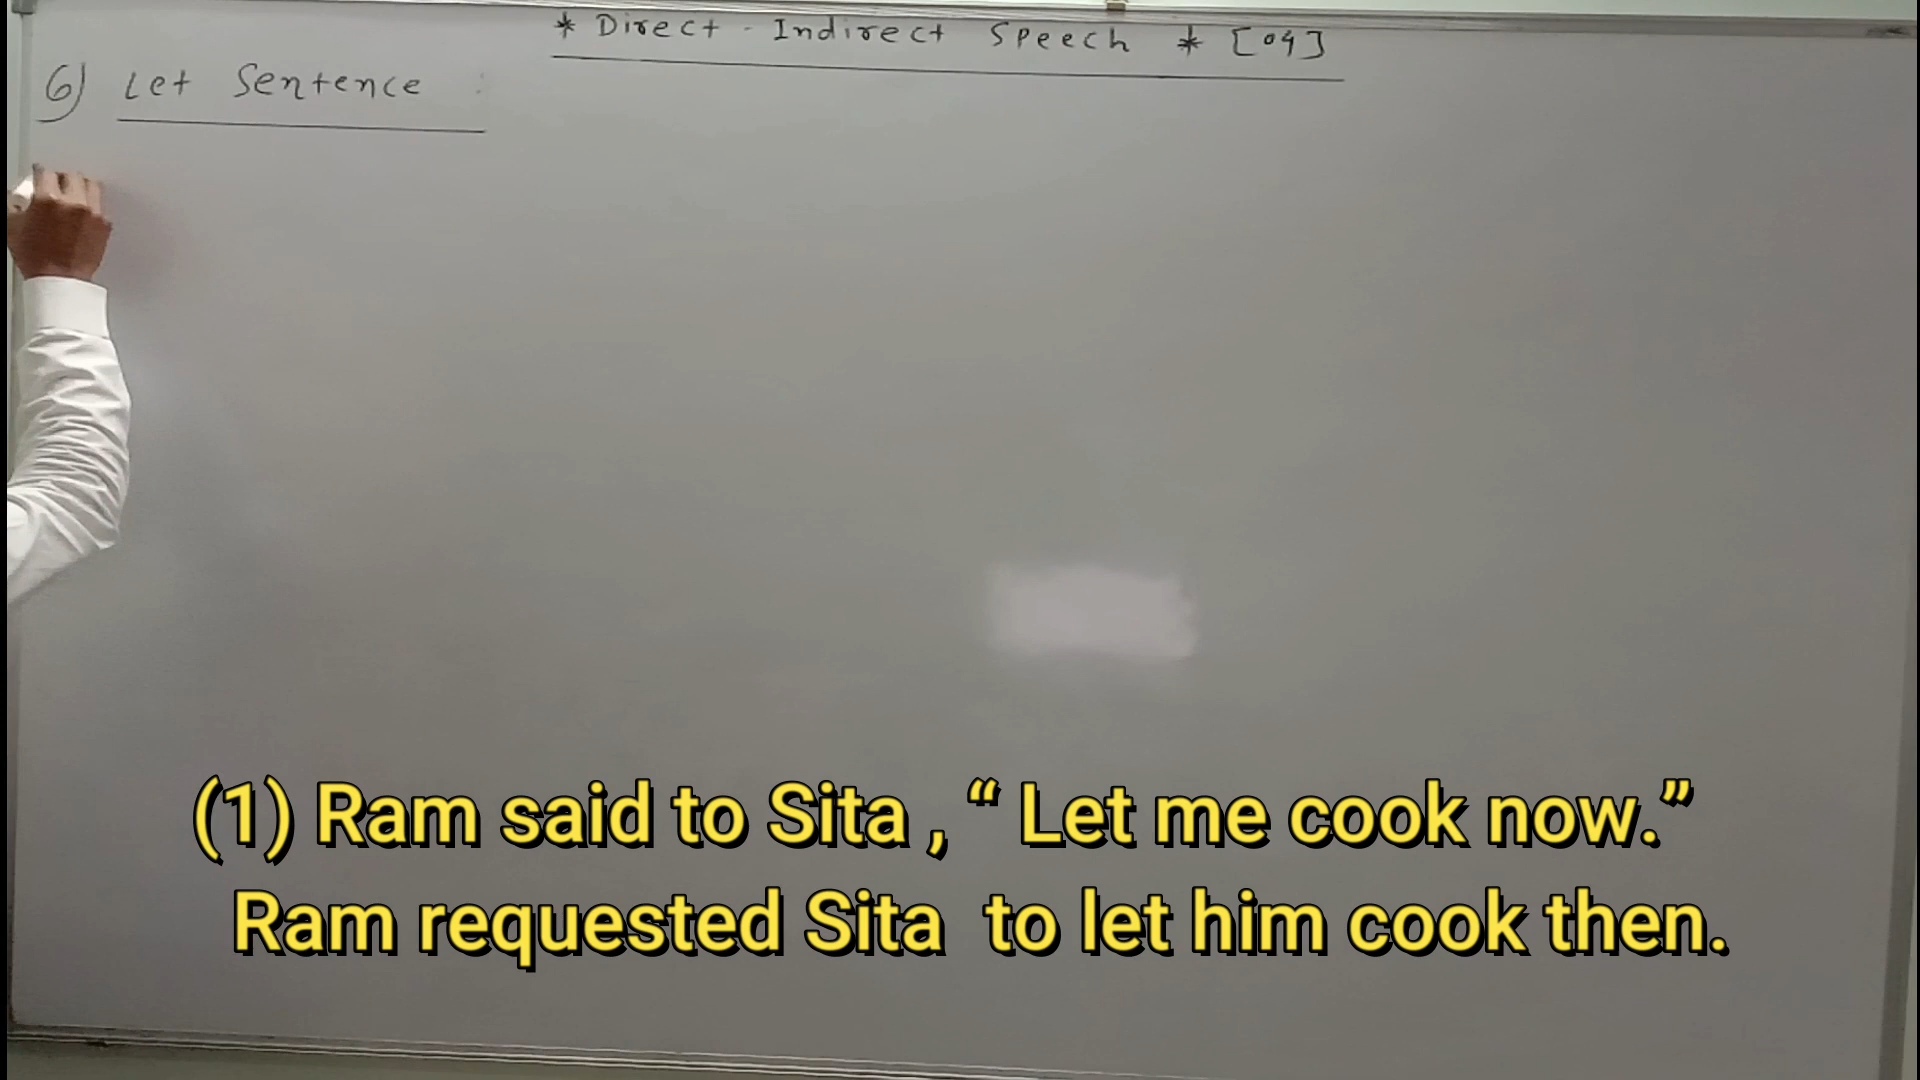 * Direct - Indirect Speech * [04]
6) Let Sentence :
(1) Ram said to Sita , “ Let me cook now.”
Ram requested Sita to let him cook then.